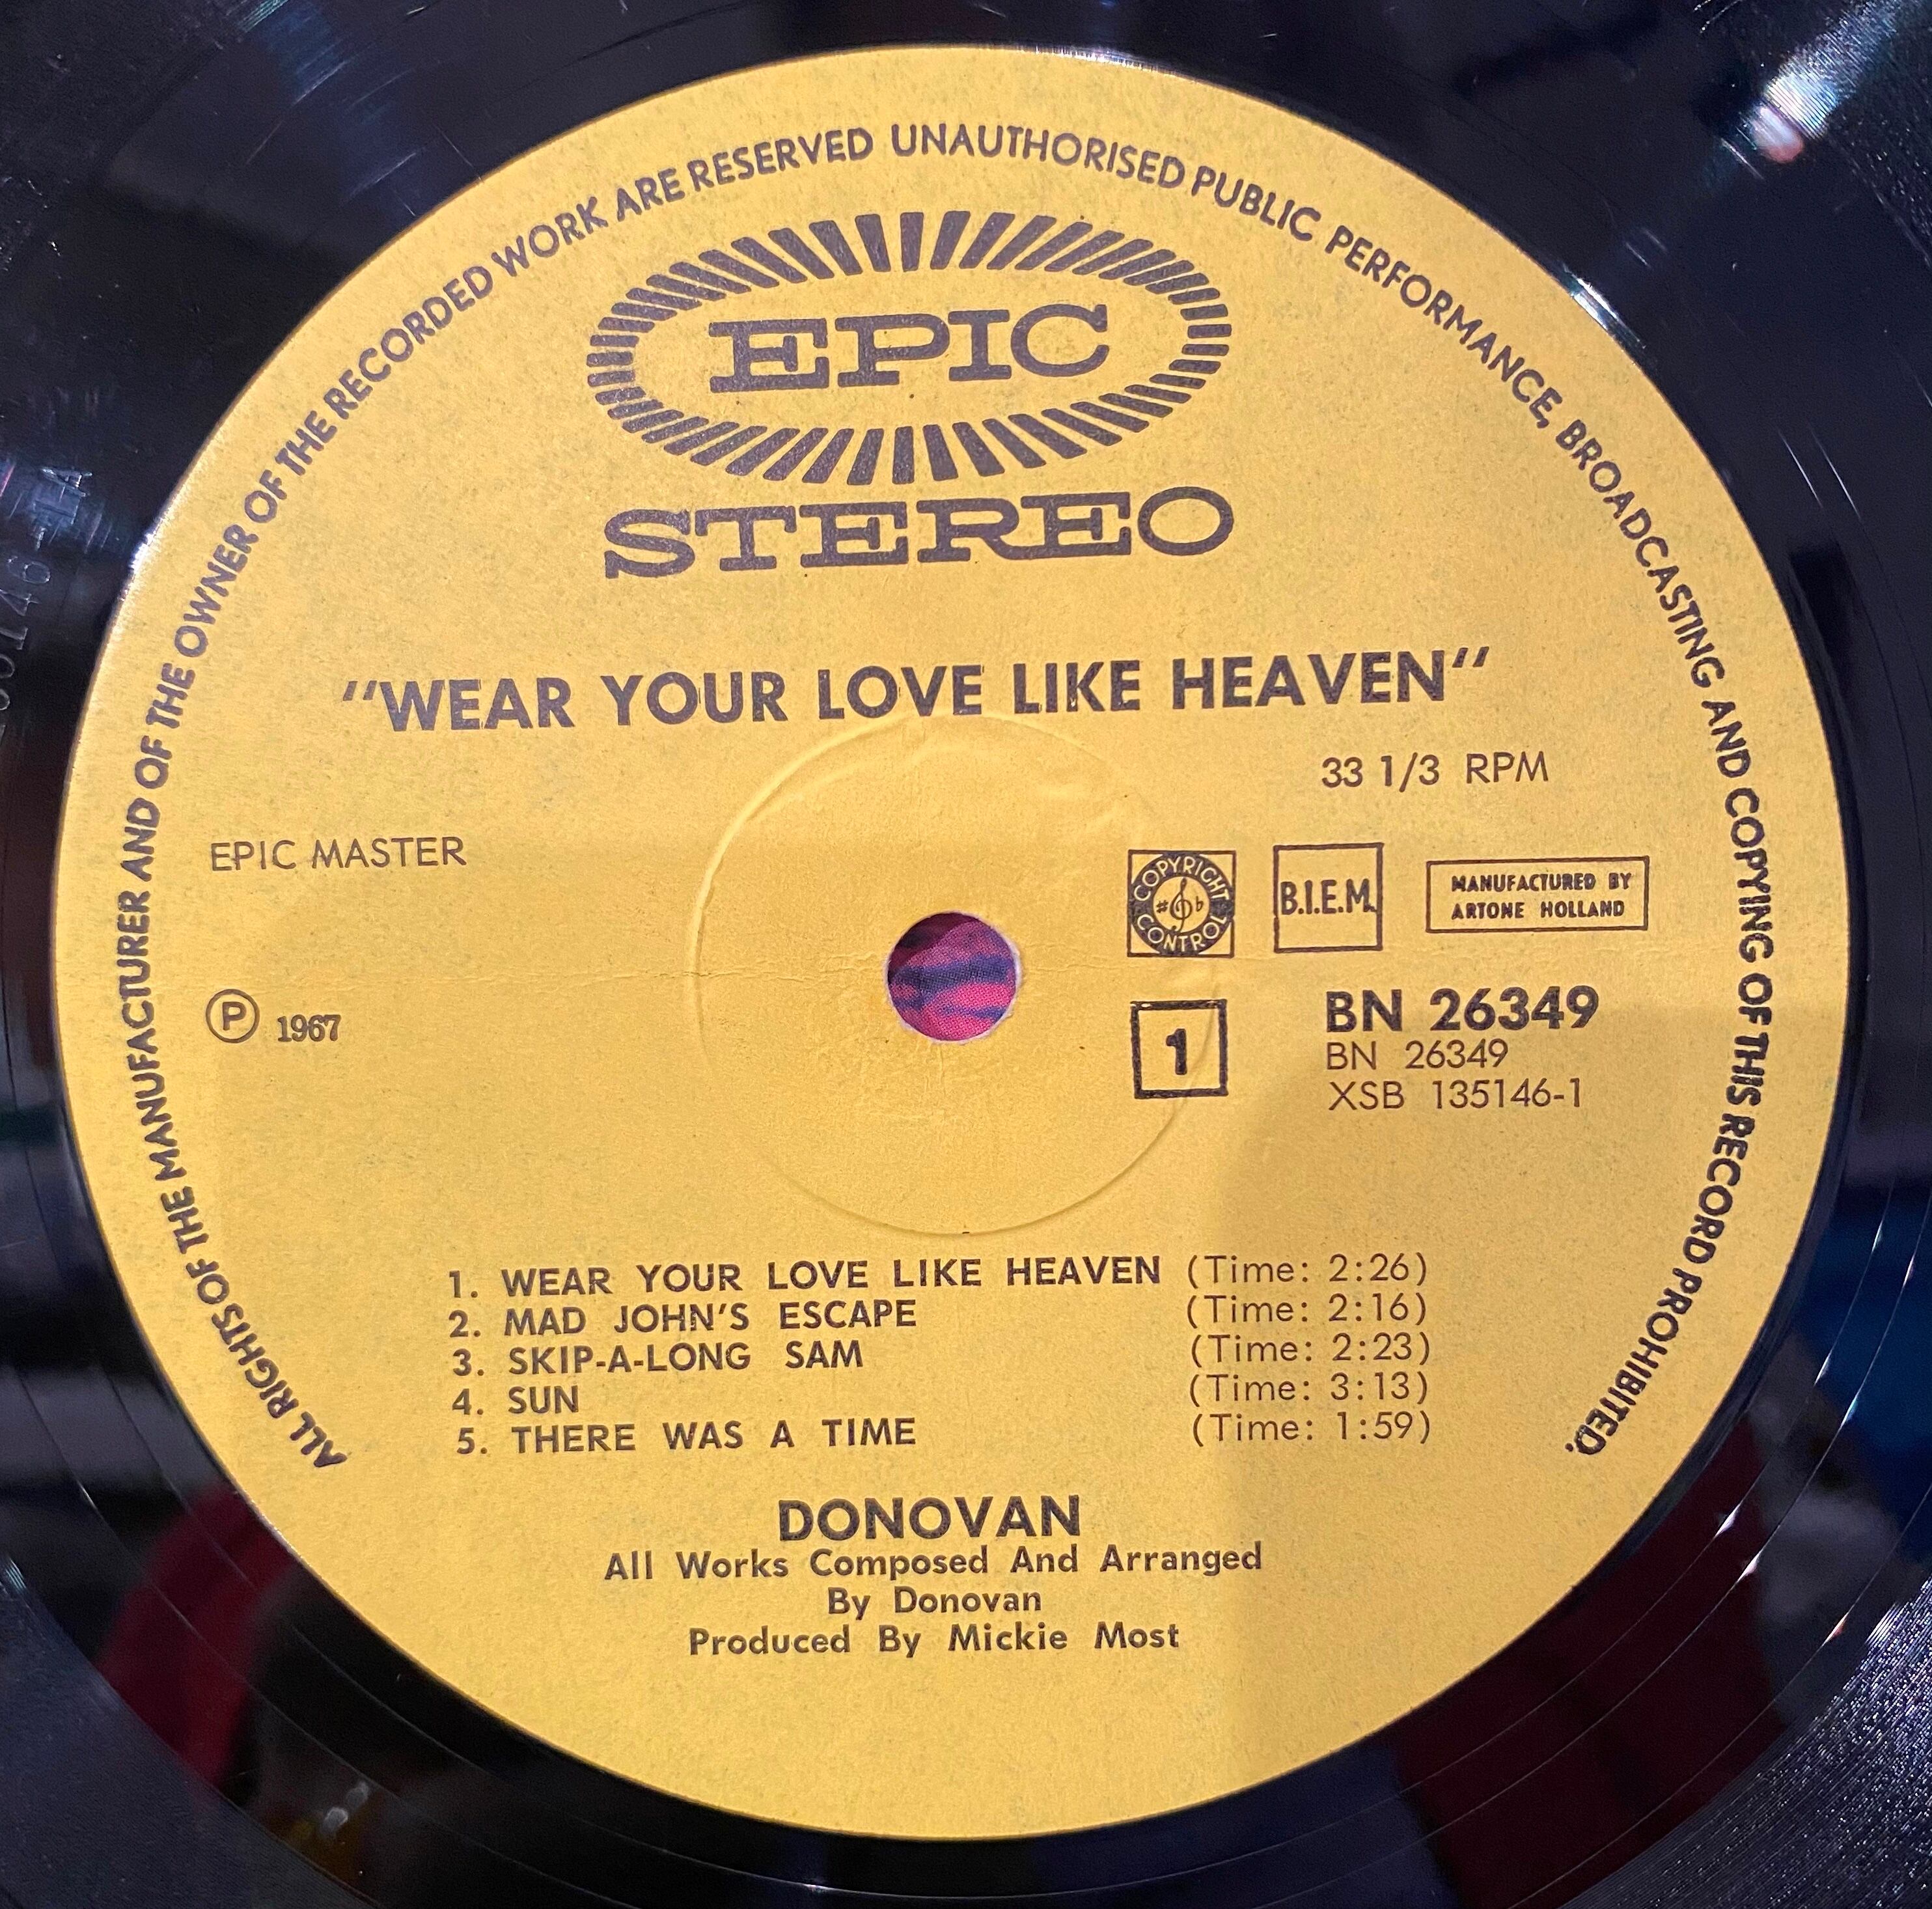 ALL RIGHTS OF THE MANUFACTURER AND OF THE OWNER OF THE RECORDED WORK ARE RESERVED UNAUTHORISED PUBLIC PERFORMANCE, BROADCASTING AND COPYING OF THIS RECORD PROHIBITED.
EPIC
STEREO
"WEAR YOUR LOVE LIKE HEAVEN"
33 1/3 RPM
EPIC MASTER
COPYRIGHT CONTROL
B.I.E.M.
MANUFACTURED BY
ARTONE HOLLAND
℗ 1967
1
BN 26349
BN 26349
XSB 135146-1
1. WEAR YOUR LOVE LIKE HEAVEN (Time: 2:26)
2. MAD JOHN'S ESCAPE (Time: 2:16)
3. SKIP-A-LONG SAM (Time: 2:23)
4. SUN (Time: 3:13)
5. THERE WAS A TIME (Time: 1:59)
DONOVAN
All Works Composed And Arranged
By Donovan
Produced By Mickie Most